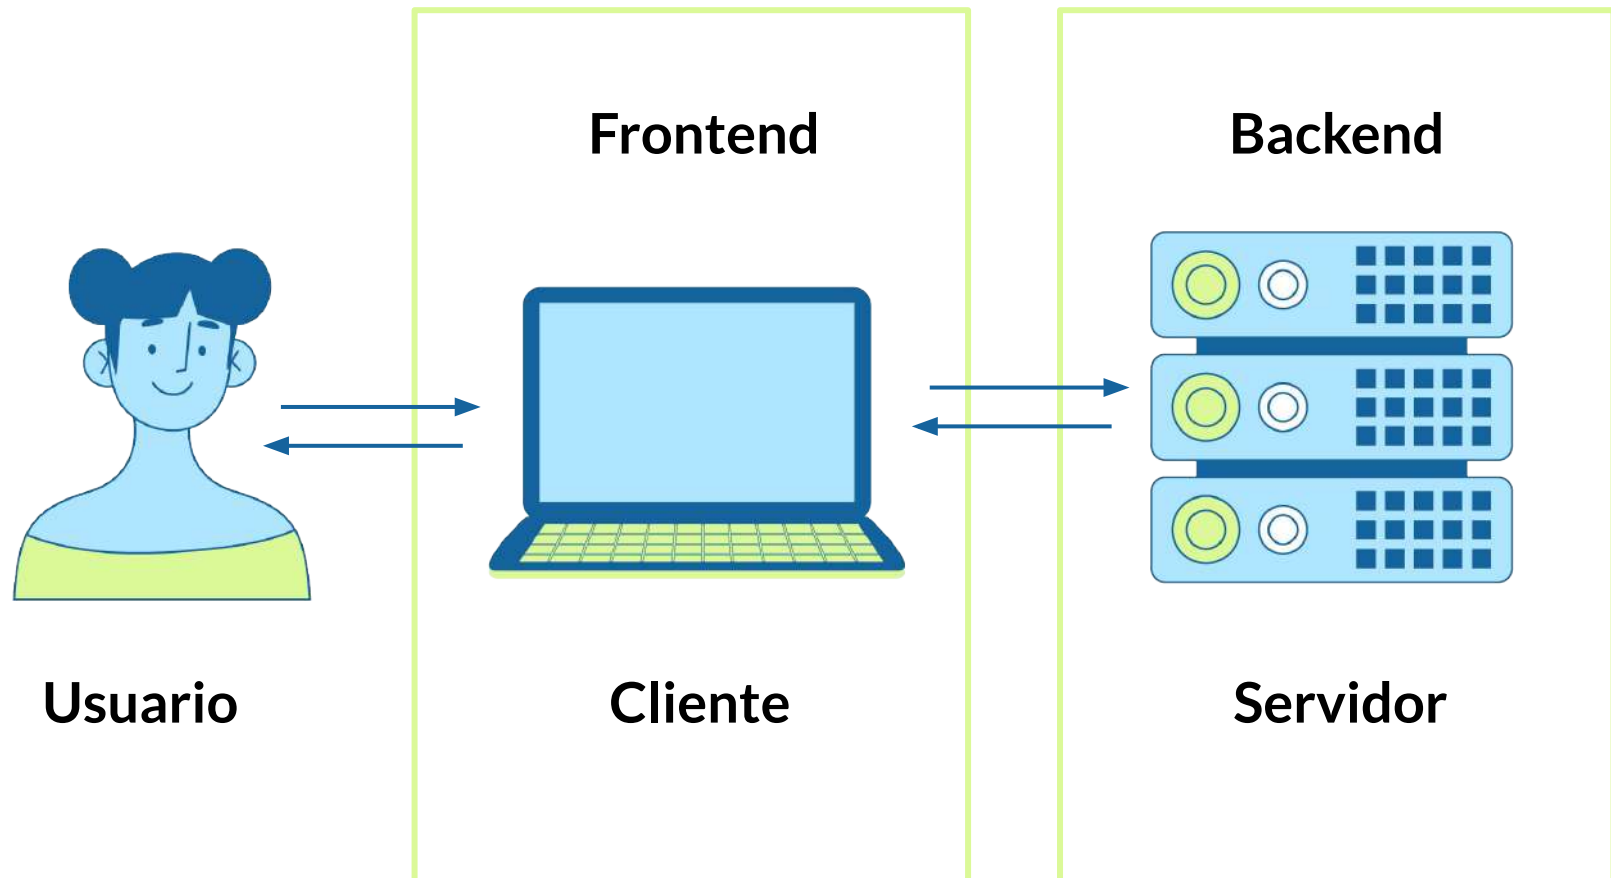 Frontend
Backend
Usuario
Cliente
Servidor